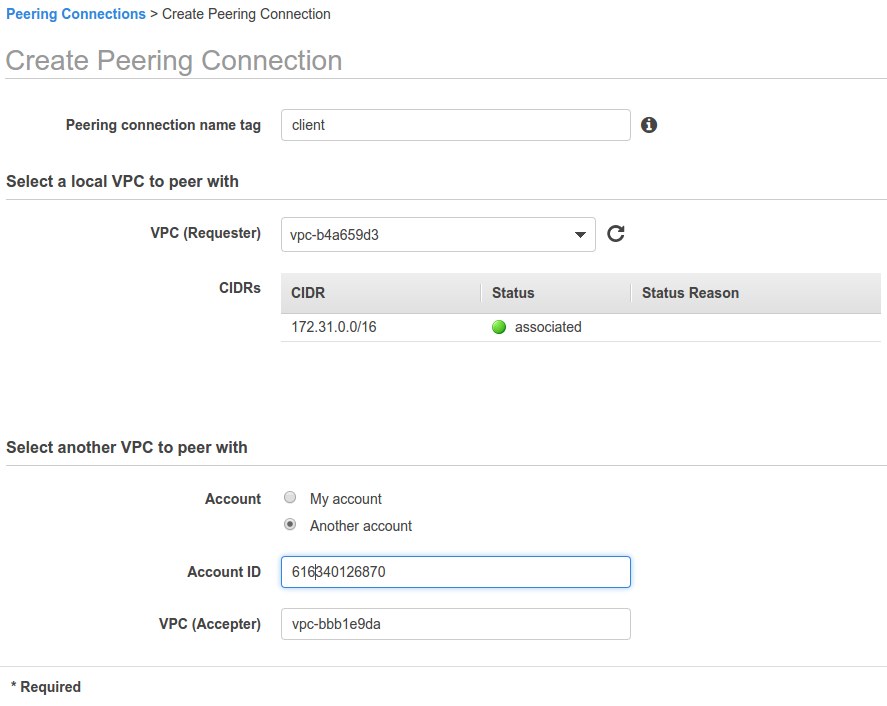 Peering Connections > Create Peering Connection
Create Peering Connection
Peering connection name tag client
Select a local VPC to peer with
VPC (Requester) vpc-b4a659d3
CIDRs CIDR Status Status Reason
172.31.0.0/16 associated
Select another VPC to peer with
Account My account
Another account
Account ID 616340126870
VPC (Accepter) vpc-bbb1e9da
* Required